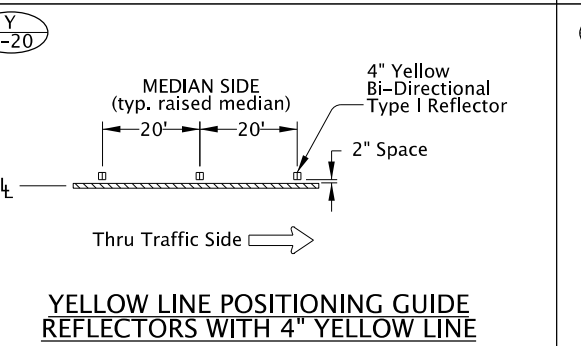 Y
-20
MEDIAN SIDE
(typ. raised median)
20'
20'
4" Yellow
Bi-Directional
Type I Reflector
2" Space
Thru Traffic Side
YELLOW LINE POSITIONING GUIDE
REFLECTORS WITH 4" YELLOW LINE